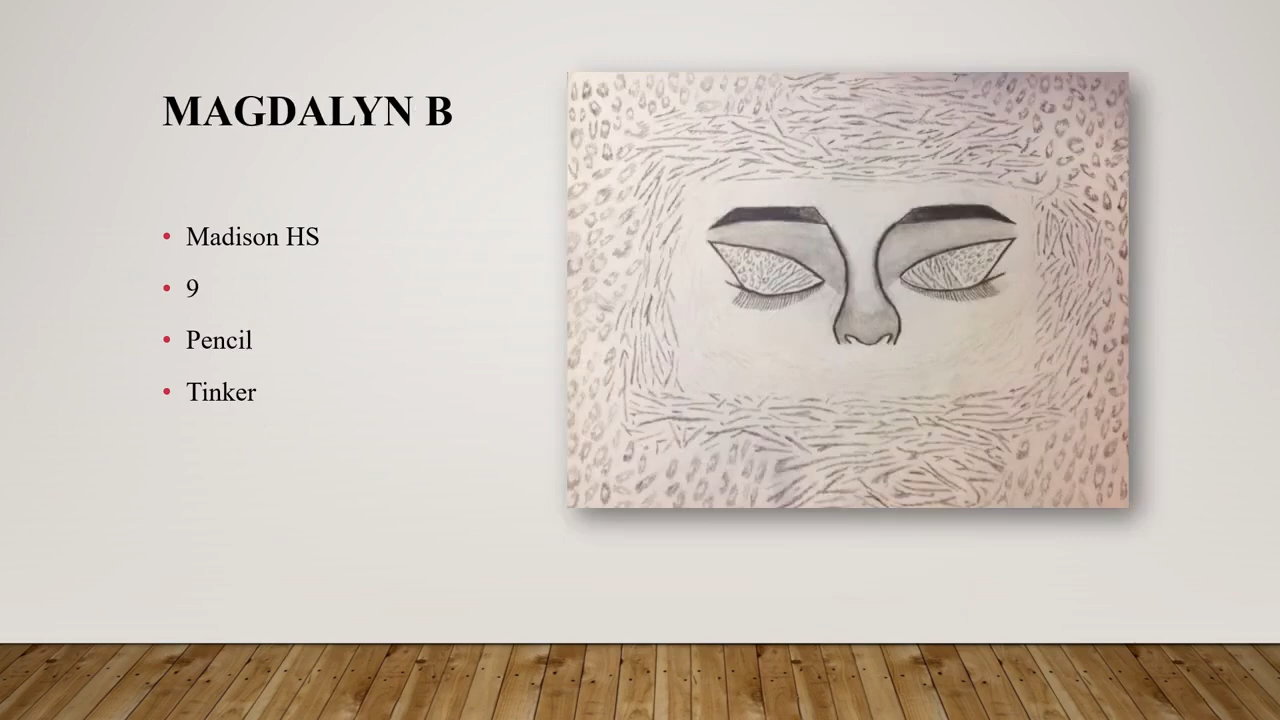 MAGDALYN B
• Madison HS
• 9
• Pencil
• Tinker